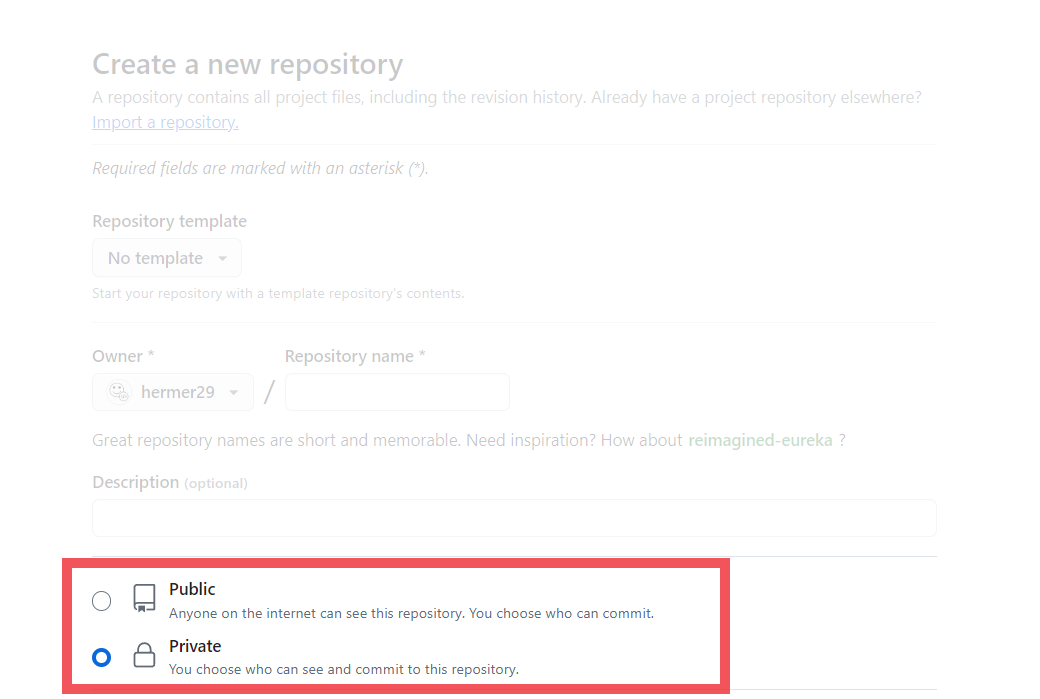 Create a new repository
A repository contains all project files, including the revision history. Already have a project repository elsewhere?
Import a repository.
Required fields are marked with an asterisk (*).
Repository template
No template
Start your repository with a template repository's contents.
Owner * Repository name *
hermer29 /
Great repository names are short and memorable. Need inspiration? How about reimagined-eureka ?
Description (optional)
Public
Anyone on the internet can see this repository. You choose who can commit.
Private
You choose who can see and commit to this repository.